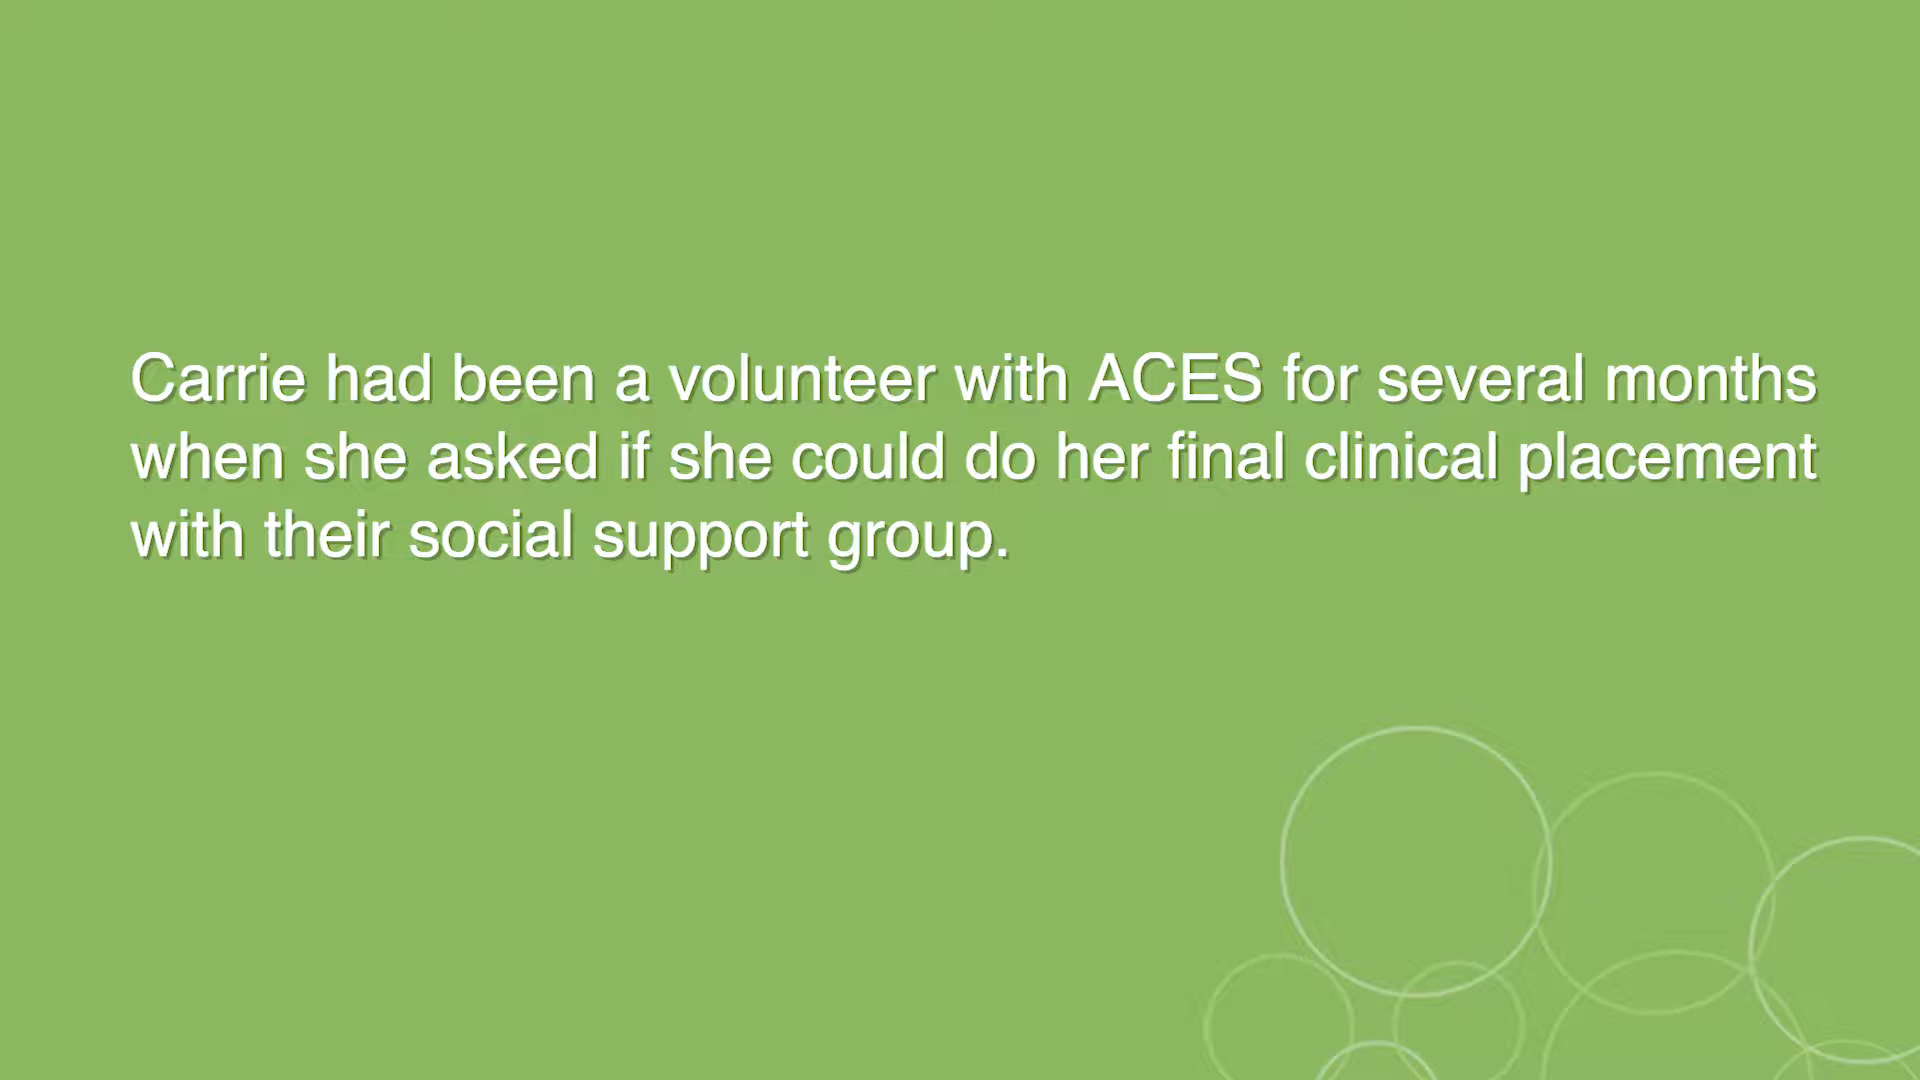 Carrie had been a volunteer with ACES for several months
when she asked if she could do her final clinical placement
with their social support group.